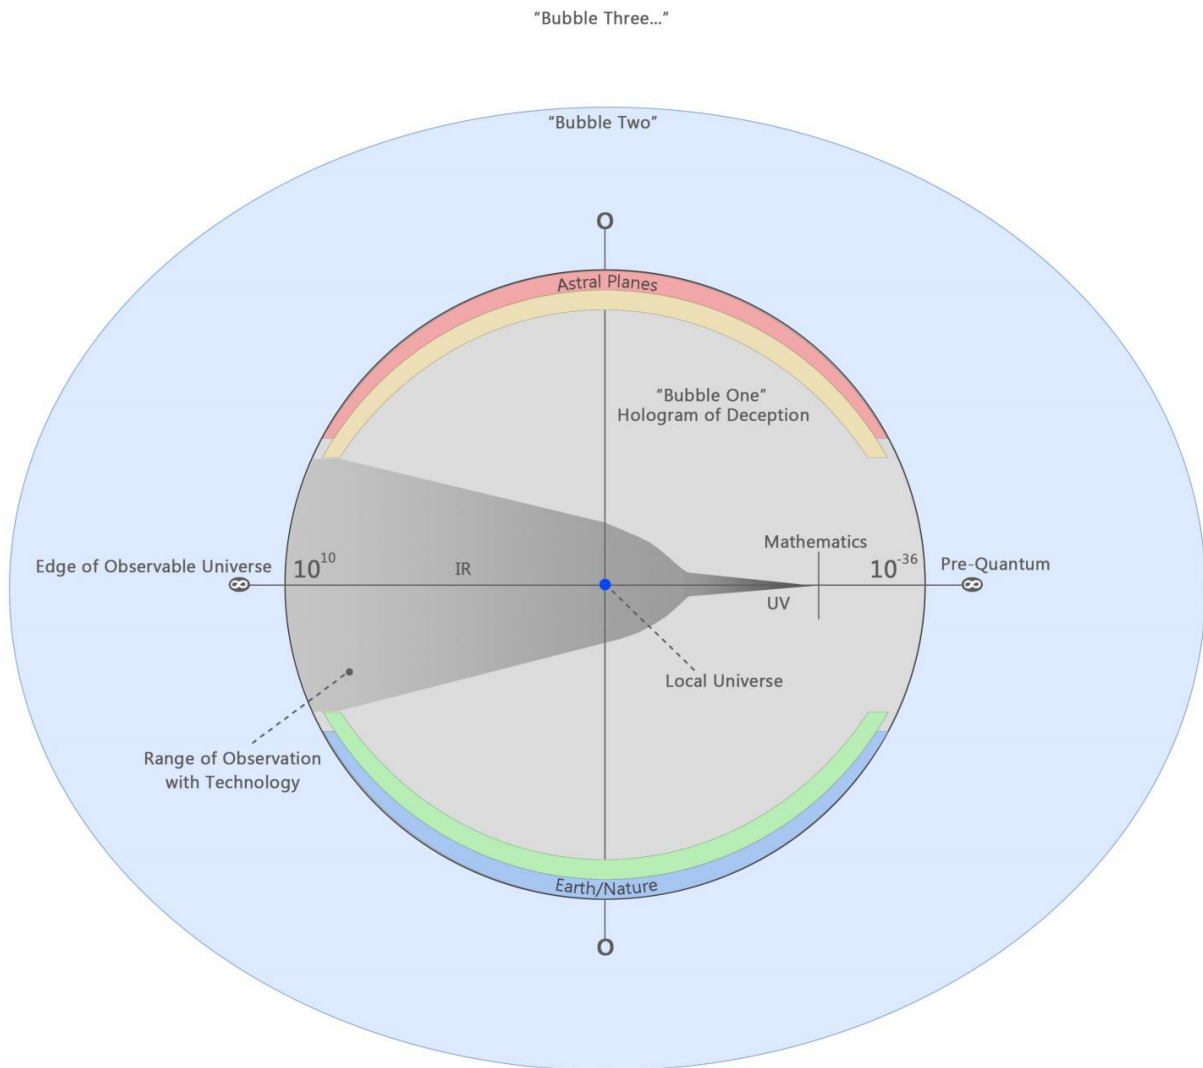 "Bubble Three..."
"Bubble Two"
O
Astral Planes
"Bubble One"
Hologram of Deception
Mathematics
Edge of Observable Universe
10^10
IR
10^-36
Pre-Quantum
∞
∞
UV
Local Universe
Range of Observation
with Technology
Earth/Nature
O